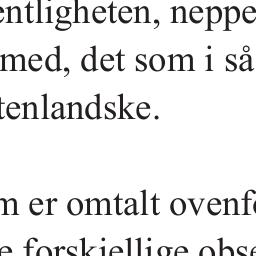 entligheten, neppe
med, det som i så
tenlandske.
m er omtalt ovenfo
e forskjellige obse